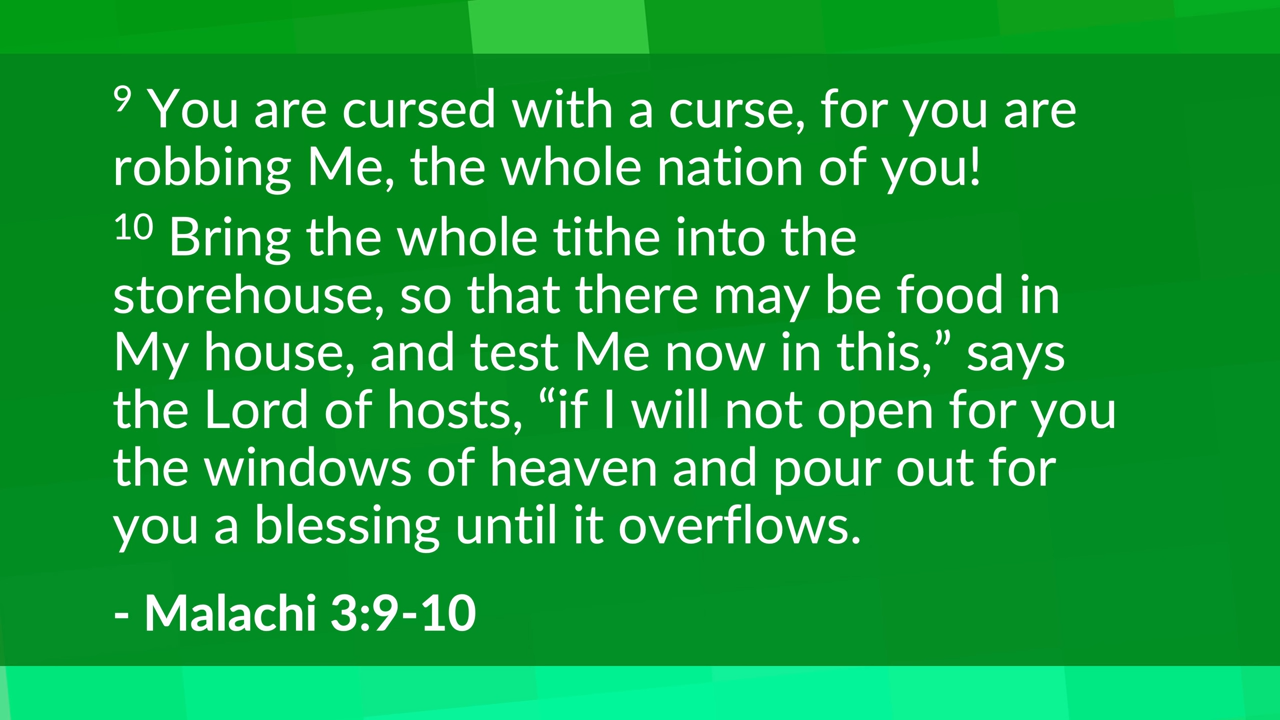 ⁹ You are cursed with a curse, for you are
robbing Me, the whole nation of you!
¹⁰ Bring the whole tithe into the
storehouse, so that there may be food in
My house, and test Me now in this,” says
the Lord of hosts, “if I will not open for you
the windows of heaven and pour out for
you a blessing until it overflows.
- Malachi 3:9-10